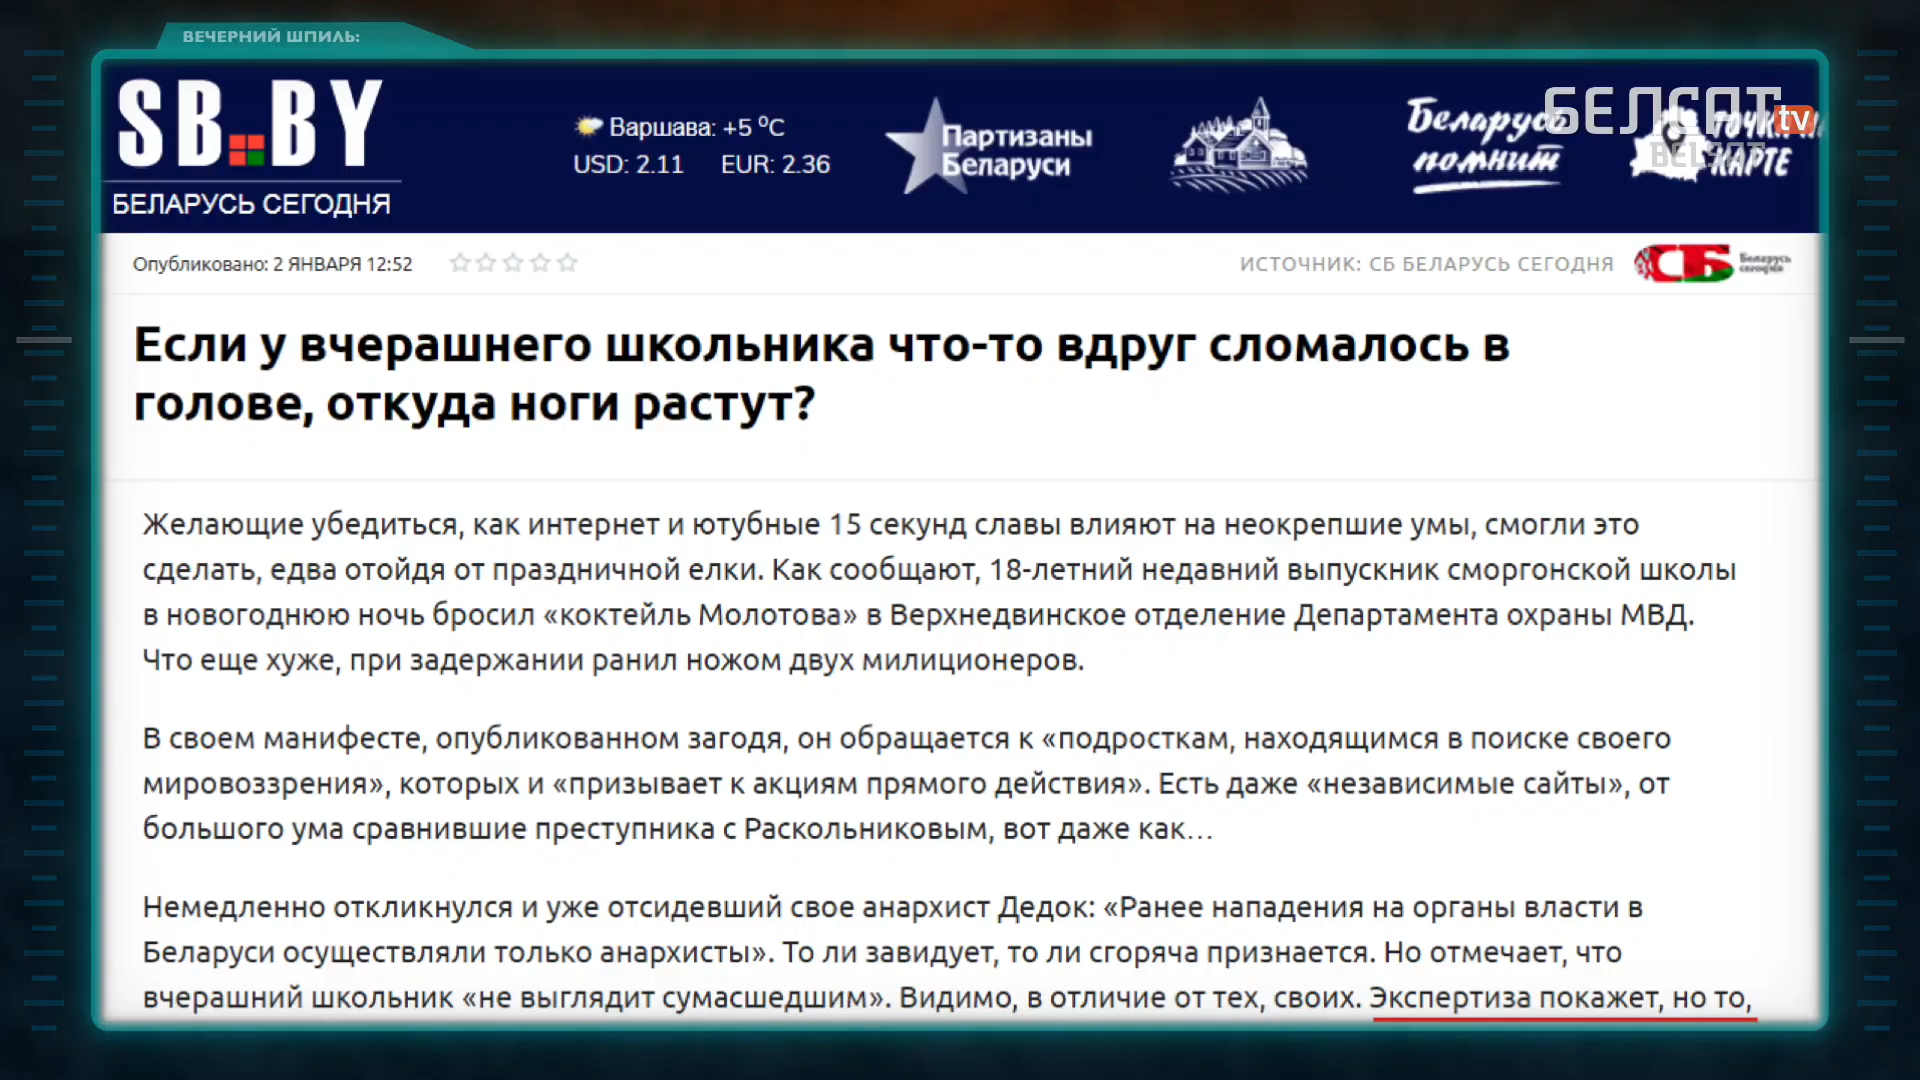 ВЕЧЕРНИЙ ШПИЛЬ:
SB BY
БЕЛАРУСЬ СЕГОДНЯ
Варшава: +5 ⁰C
USD: 2.11 EUR: 2.36
Партизаны
Беларуси
Беларусь
помнит
БЕЛСАТ tv
BELSAT
КАРТЕ
Опубликовано: 2 ЯНВАРЯ 12:52
ИСТОЧНИК: СБ БЕЛАРУСЬ СЕГОДНЯ
СБ Беларусь
сегодня
Если у вчерашнего школьника что-то вдруг сломалось в
голове, откуда ноги растут?
Желающие убедиться, как интернет и ютубные 15 секунд славы влияют на неокрепшие умы, смогли это
сделать, едва отойдя от праздничной елки. Как сообщают, 18-летний недавний выпускник сморгонской школы
в новогоднюю ночь бросил «коктейль Молотова» в Верхнедвинское отделение Департамента охраны МВД.
Что еще хуже, при задержании ранил ножом двух милиционеров.
В своем манифесте, опубликованном загодя, он обращается к «подросткам, находящимся в поиске своего
мировоззрения», которых и «призывает к акциям прямого действия». Есть даже «независимые сайты», от
большого ума сравнившие преступника с Раскольниковым, вот даже как…
Немедленно откликнулся и уже отсидевший свое анархист Дедок: «Ранее нападения на органы власти в
Беларуси осуществляли только анархисты». То ли завидует, то ли сгоряча признается. Но отмечает, что
вчерашний школьник «не выглядит сумасшедшим». Видимо, в отличие от тех, своих. Экспертиза покажет, но то,